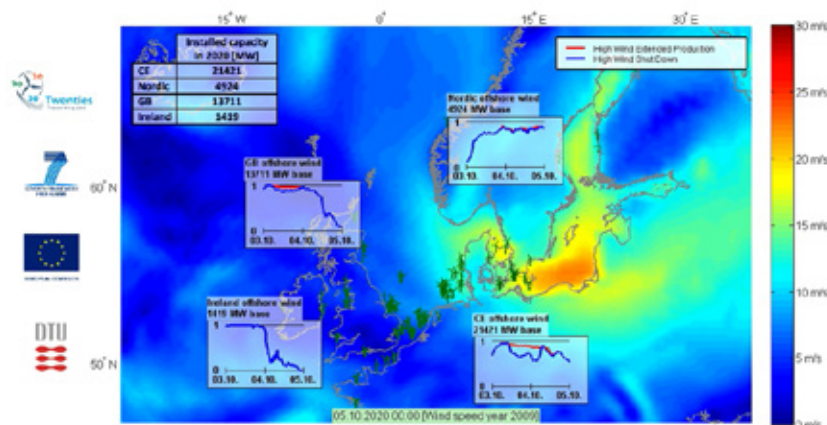 15° W
0°
15° E
30° E
Installed capacity
in 2020 [MW]
CE 21421
Nordic 4924
GB 13711
Ireland 1419
High Wind Extended Production
High Wind ShutDown
Twenties
Nordic offshore wind
4924 MW base
1
0
03.10. 04.10. 05.10.
GB offshore wind
13711 MW base
1
0
03.10. 04.10. 05.10.
Ireland offshore wind
1419 MW base
1
0
03.10. 04.10. 05.10.
CE offshore wind
21421 MW base
1
0
03.10. 04.10. 05.10.
60° N
50° N
DTU
05.10.2020 00:00 [Wind speed year 2009]
30 m/s
25 m/s
20 m/s
15 m/s
10 m/s
5 m/s
0 m/s